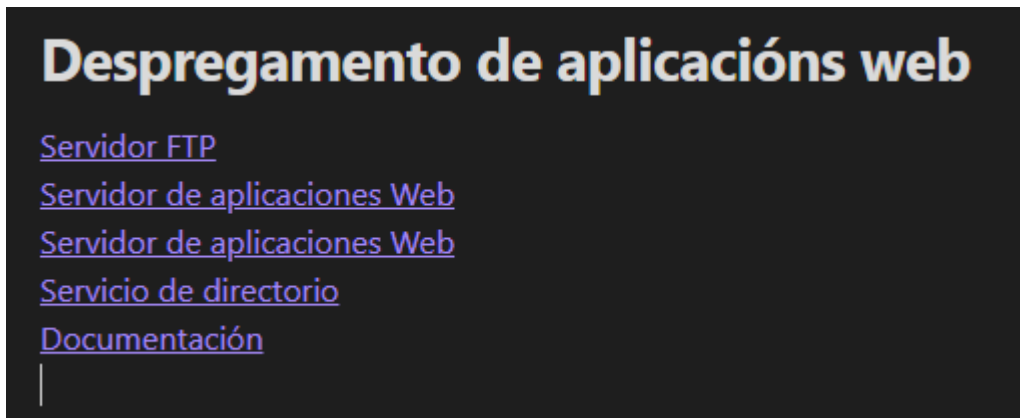 Despregamento de aplicacións web
Servidor FTP
Servidor de aplicaciones Web
Servidor de aplicaciones Web
Servicio de directorio
Documentación